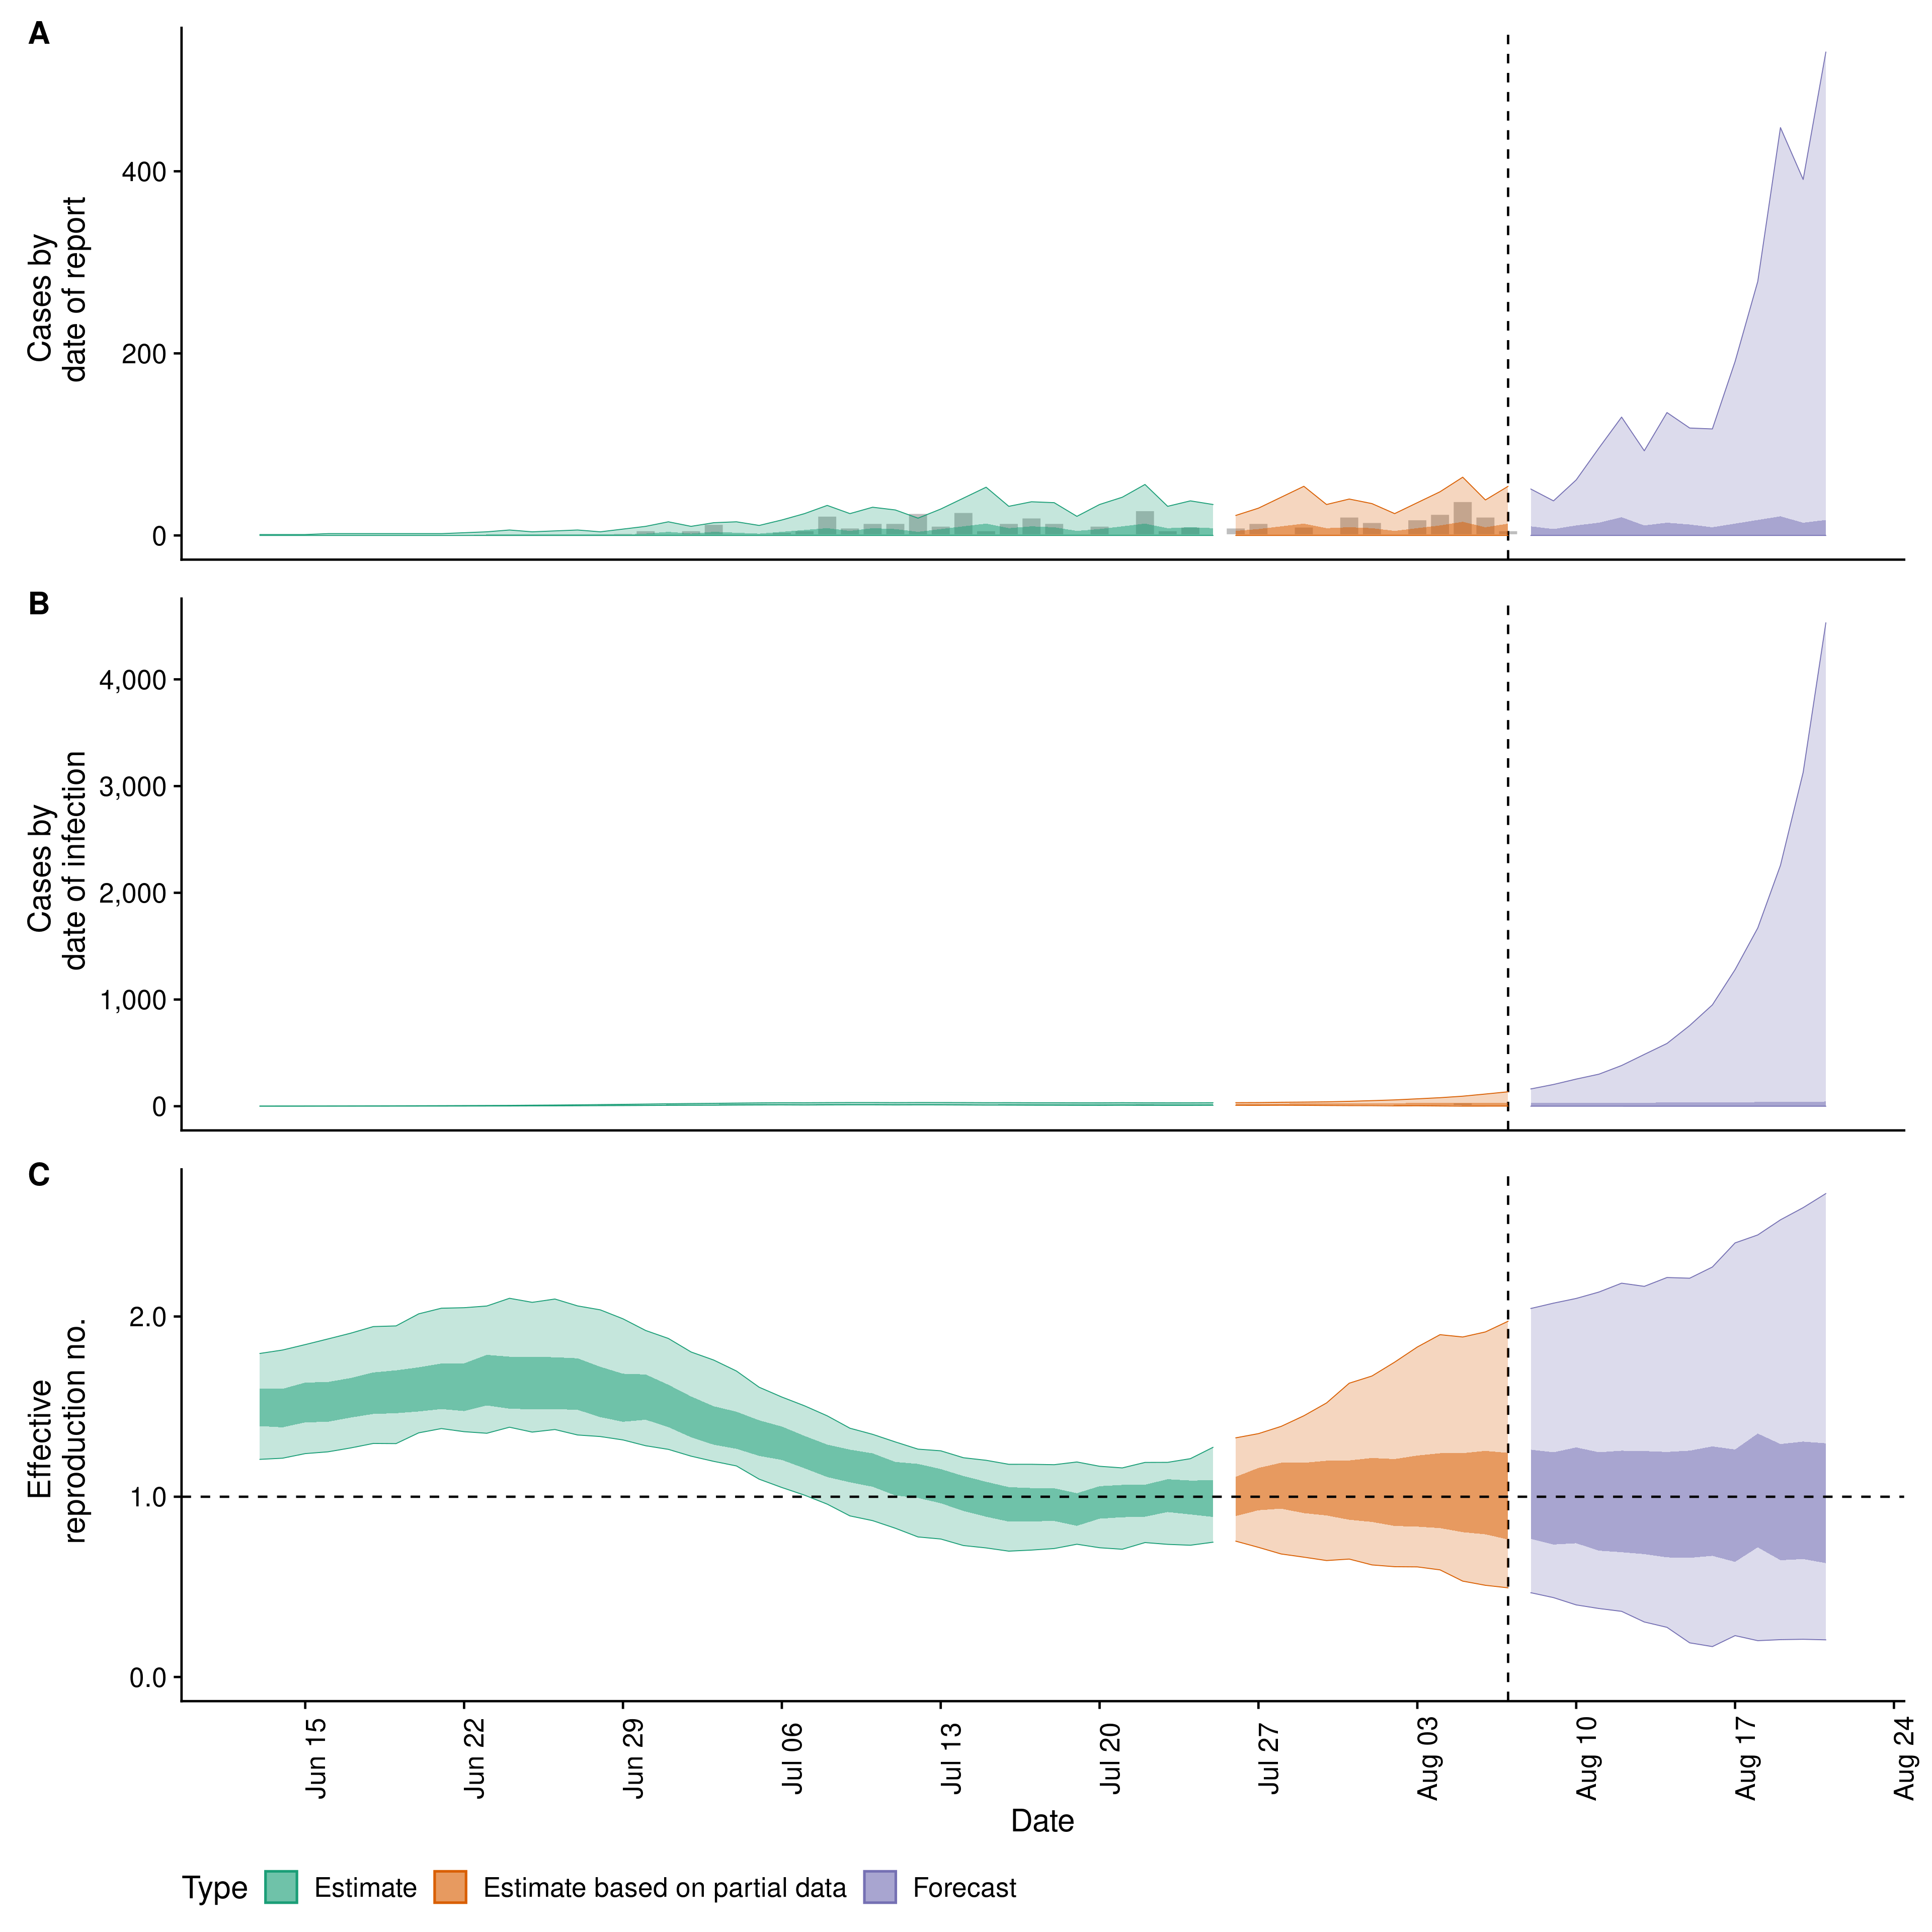 A
Cases by
date of report
400
200
0
B
Cases by
date of infection
4,000
3,000
2,000
1,000
0
C
Effective
reproduction no.
2.0
1.0
0.0
Jun 15
Jun 22
Jun 29
Jul 06
Jul 13
Jul 20
Jul 27
Aug 03
Aug 10
Aug 17
Aug 24
Date
Type Estimate Estimate based on partial data Forecast